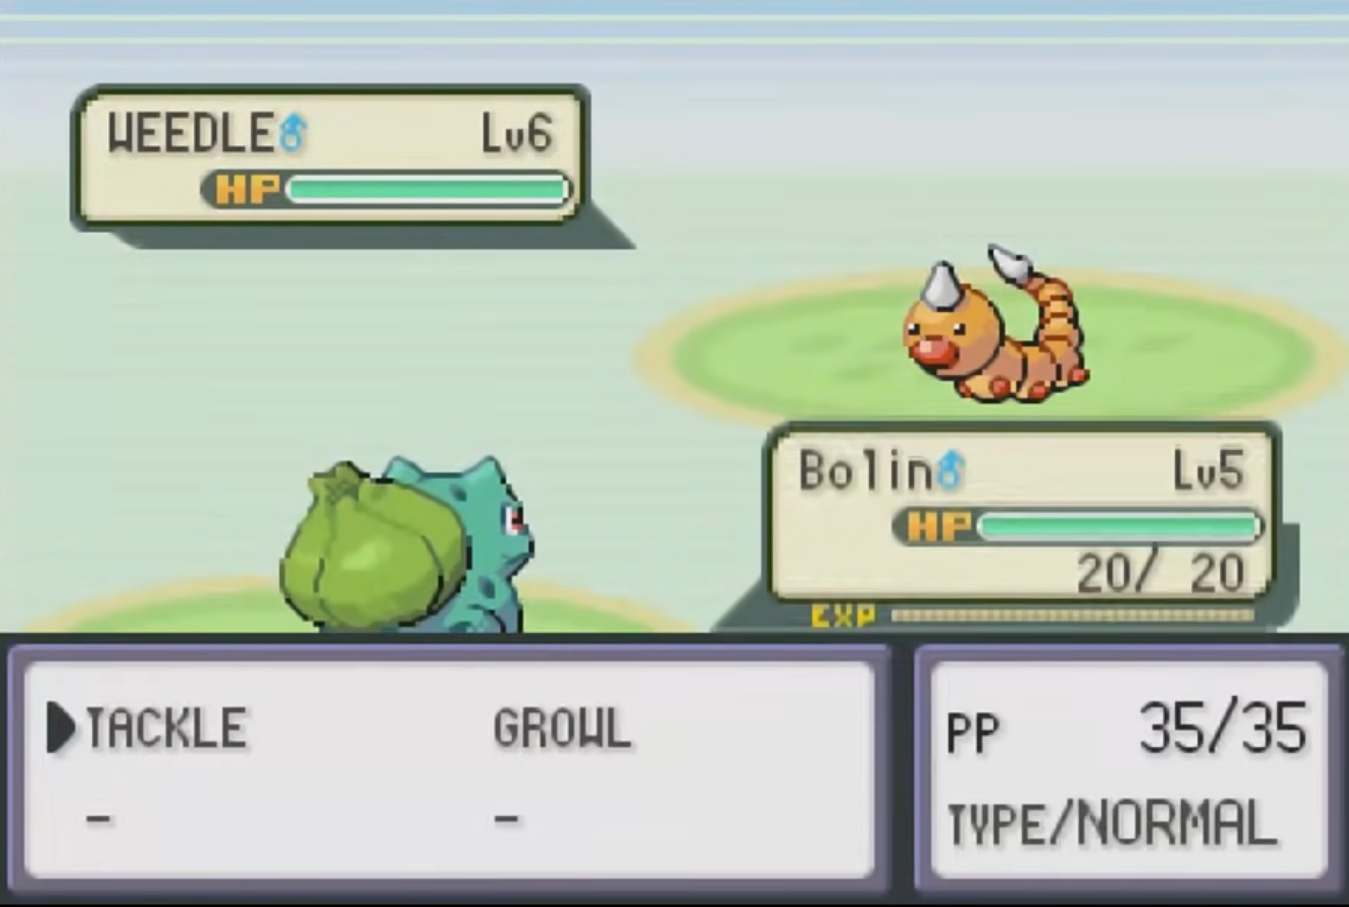 WEEDLE♂ Lv6
HP
Bolin♂ Lv5
HP
20/ 20
EXP
▶TACKLE GROWL
– –
PP 35/35
TYPE/NORMAL